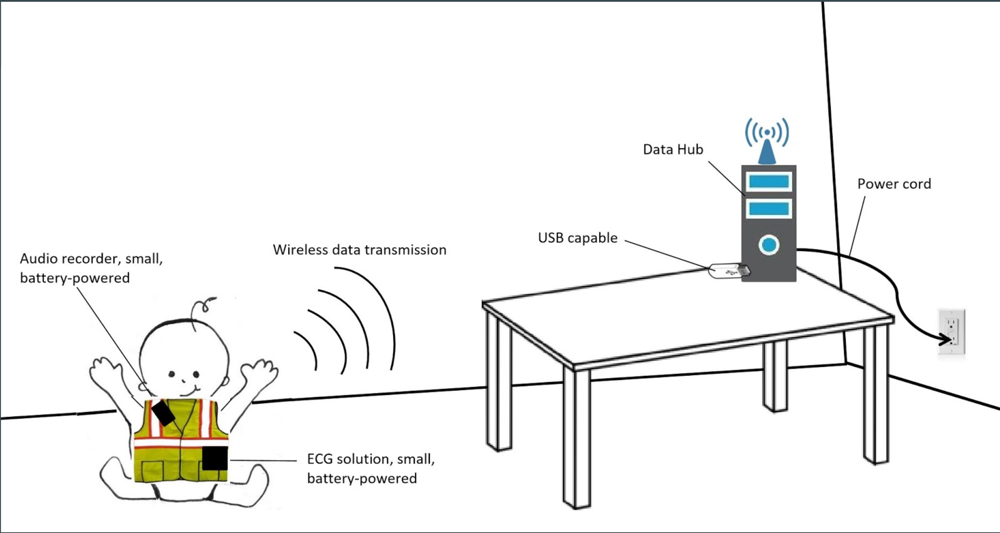 Data Hub
Power cord
USB capable
Wireless data transmission
Audio recorder, small,
battery-powered
ECG solution, small,
battery-powered